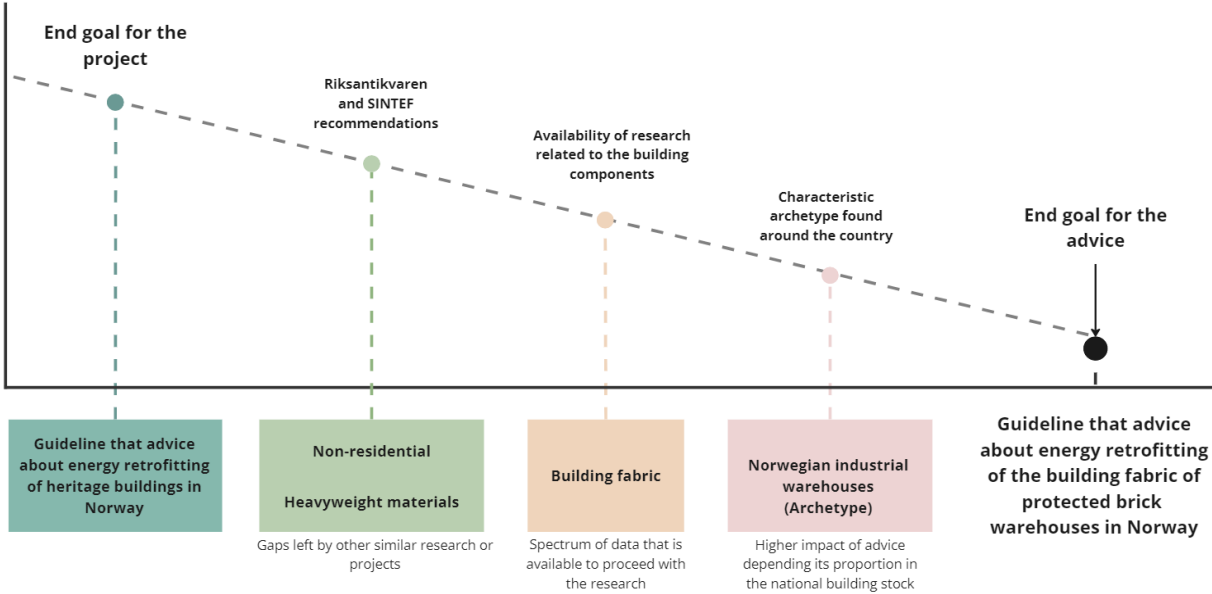 End goal for the
project
Riksantikvaren
and SINTEF
recommendations
Availability of research
related to the building
components
Characteristic
archetype found
around the country
End goal for the
advice
Guideline that advice
about energy retrofitting
of heritage buildings in
Norway
Non-residential
Heavyweight materials
Gaps left by other similar research or
projects
Building fabric
Spectrum of data that is
available to proceed with
the research
Norwegian industrial
warehouses
(Archetype)
Higher impact of advice
depending its proportion in
the national building stock
Guideline that advice
about energy retrofitting
of the building fabric of
protected brick
warehouses in Norway